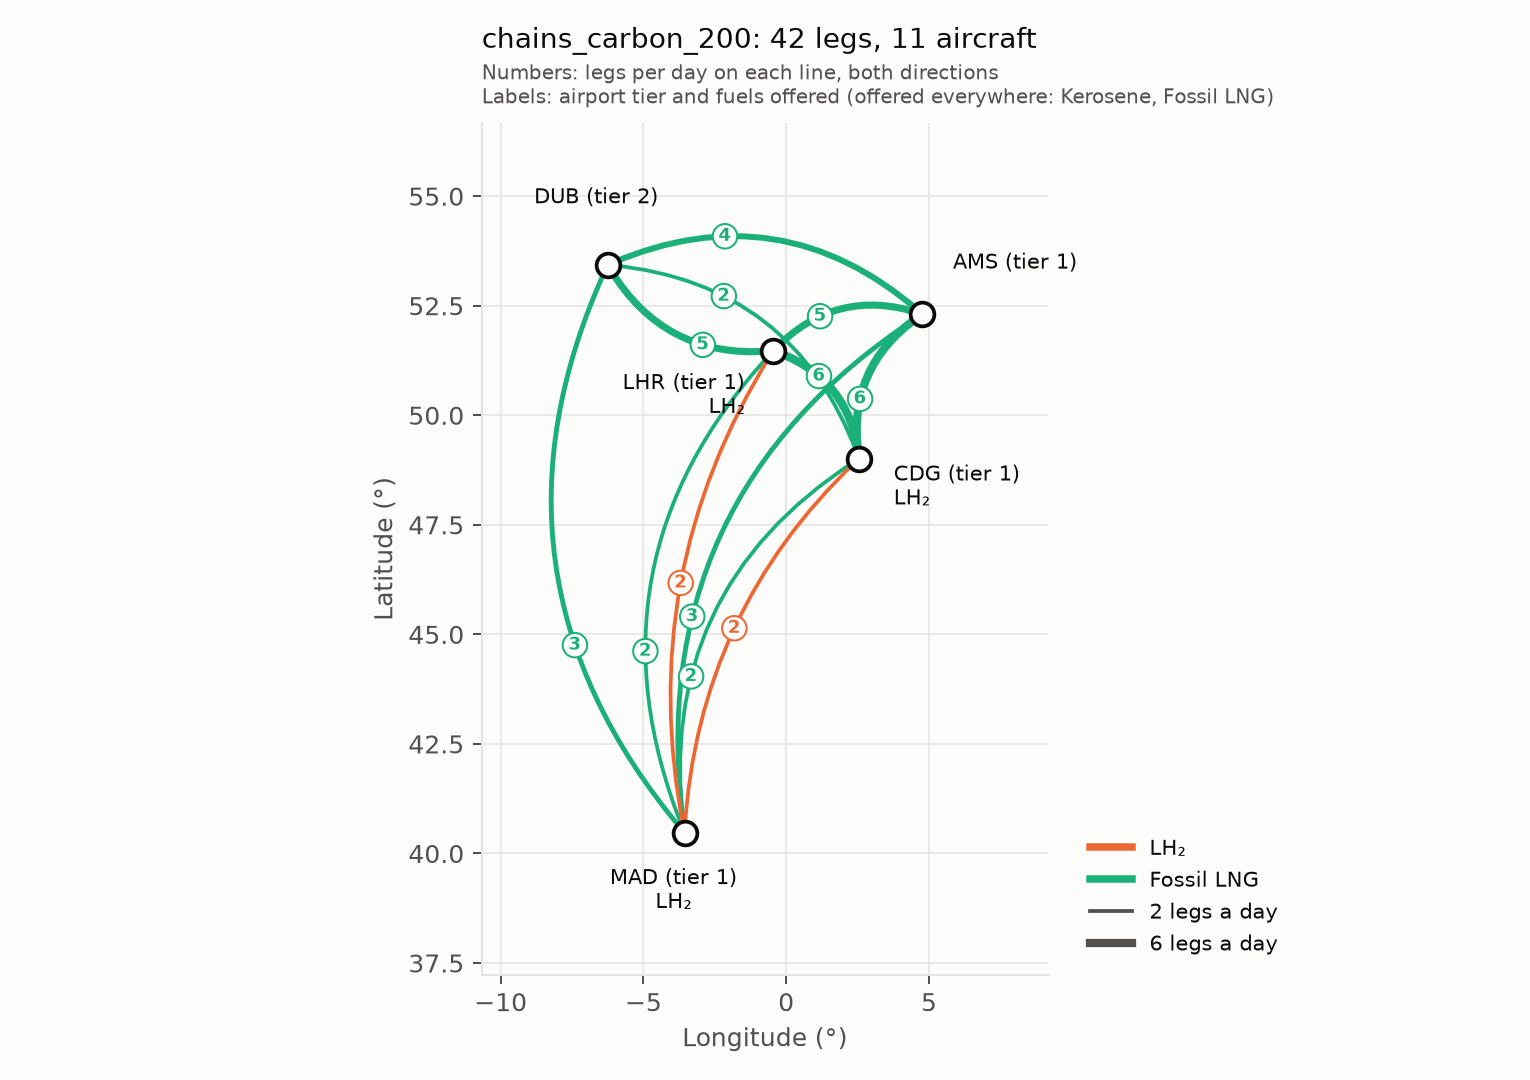 chains_carbon_200: 42 legs, 11 aircraft
Numbers: legs per day on each line, both directions
Labels: airport tier and fuels offered (offered everywhere: Kerosene, Fossil LNG)
55.0
52.5
50.0
47.5
45.0
42.5
40.0
37.5
Latitude (°)
DUB (tier 2)
AMS (tier 1)
LHR (tier 1)
LH₂
CDG (tier 1)
LH₂
MAD (tier 1)
LH₂
4
2
5
5
6
6
2
3
2
3
2
2
−10
−5
0
5
Longitude (°)
LH₂
Fossil LNG
2 legs a day
6 legs a day